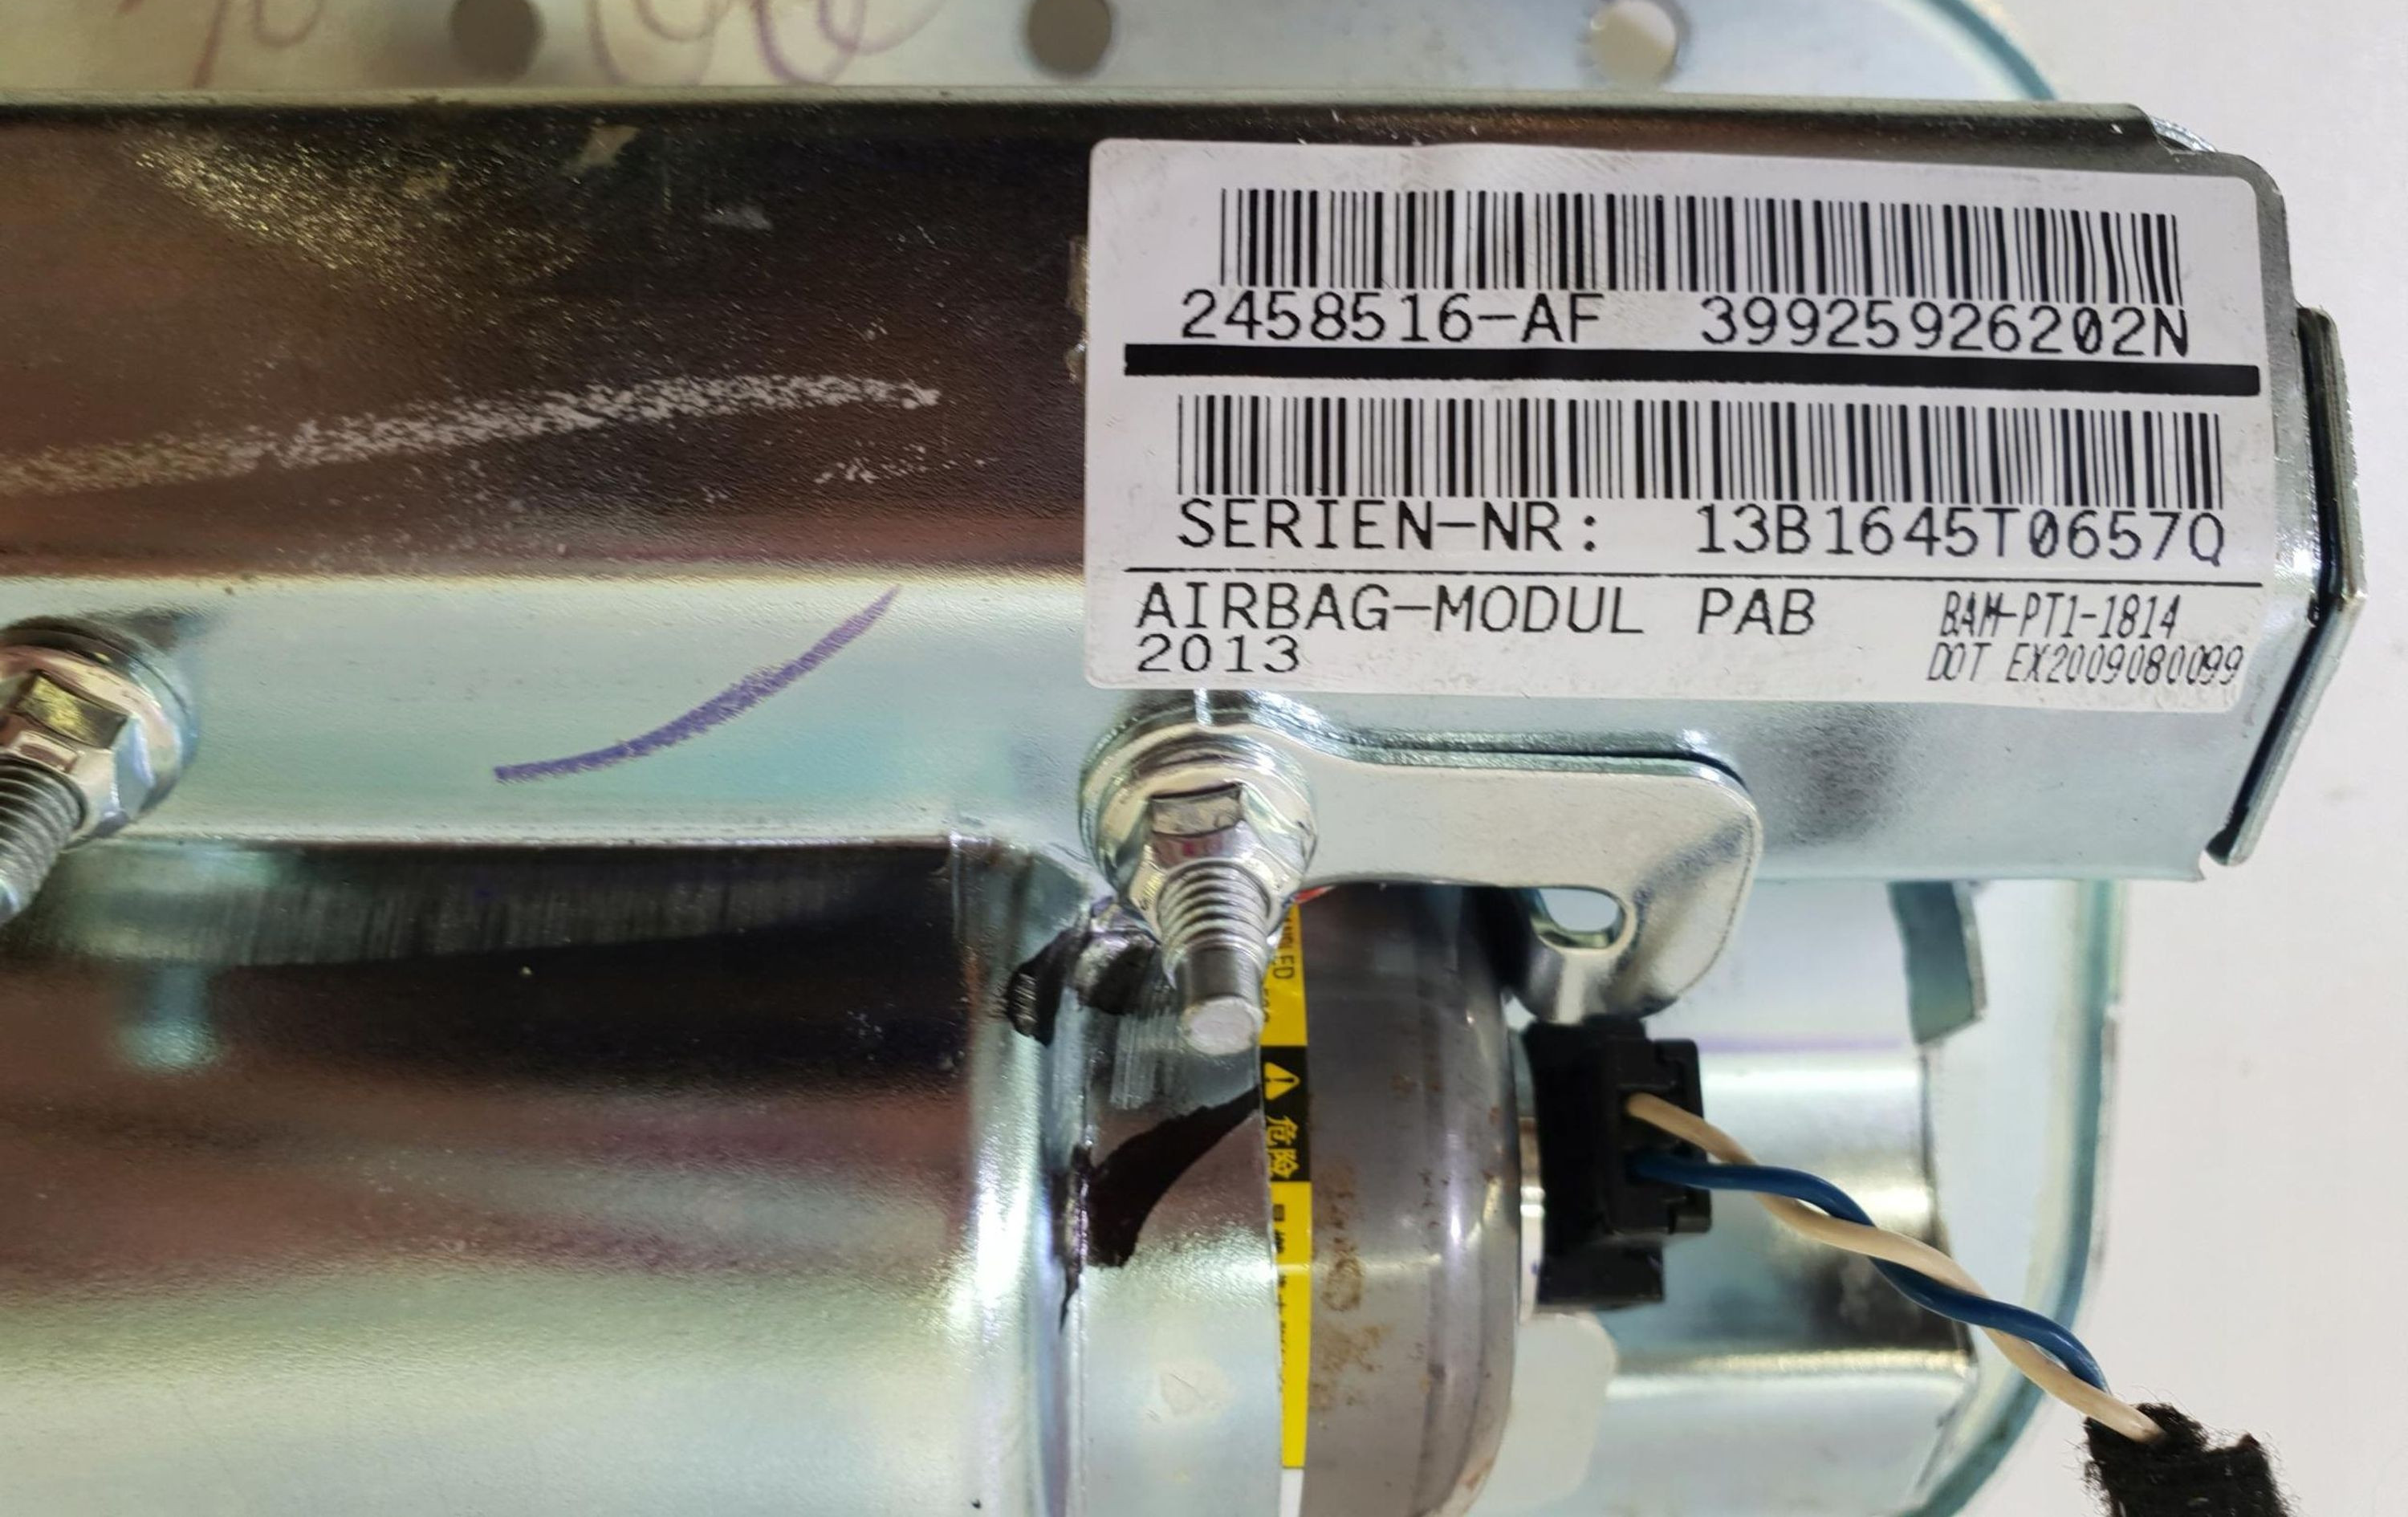 2458516-AF 39925926202N
SERIEN-NR: 13B1645T0657Q
AIRBAG-MODUL PAB BAM-PT1-1814
2013 DOT EX2009080099
危险